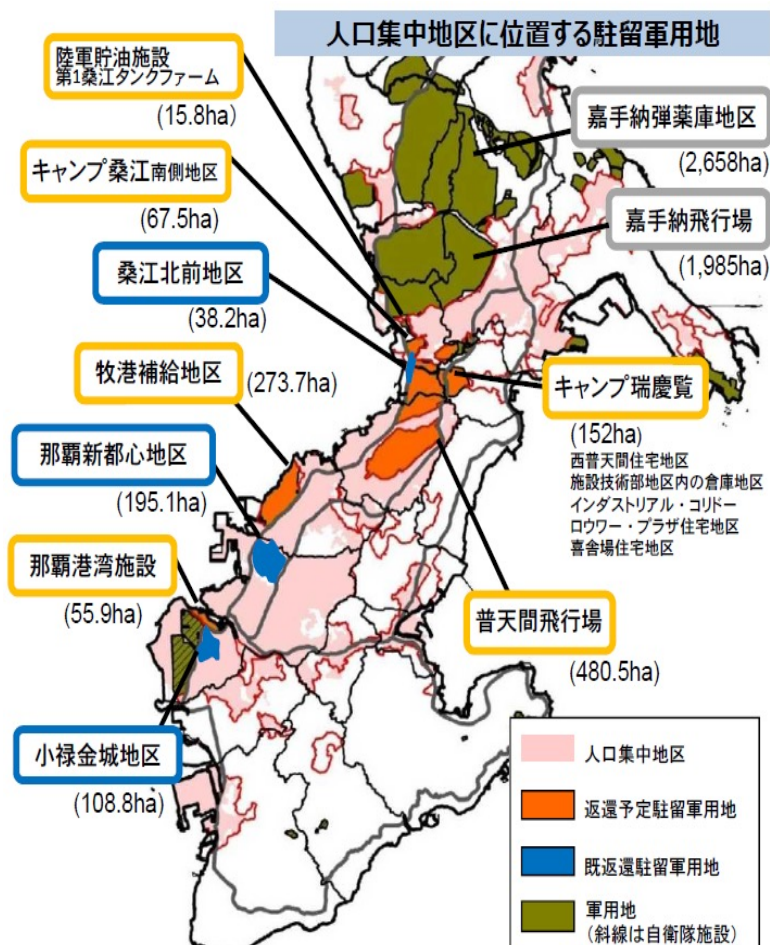 人口集中地区に位置する駐留軍用地
陸軍貯油施設
第1桑江タンクファーム
(15.8ha)
嘉手納弾薬庫地区
(2,658ha)
キャンプ桑江南側地区
(67.5ha)
嘉手納飛行場
(1,985ha)
桑江北前地区
(38.2ha)
牧港補給地区
(273.7ha)
キャンプ瑞慶覧
(152ha)
西普天間住宅地区
施設技術部地区内の倉庫地区
インダストリアル・コリドー
ロウワー・プラザ住宅地区
喜舎場住宅地区
那覇新都心地区
(195.1ha)
那覇港湾施設
(55.9ha)
普天間飛行場
(480.5ha)
小禄金城地区
(108.8ha)
人口集中地区
返還予定駐留軍用地
既返還駐留軍用地
軍用地
(斜線は自衛隊施設)